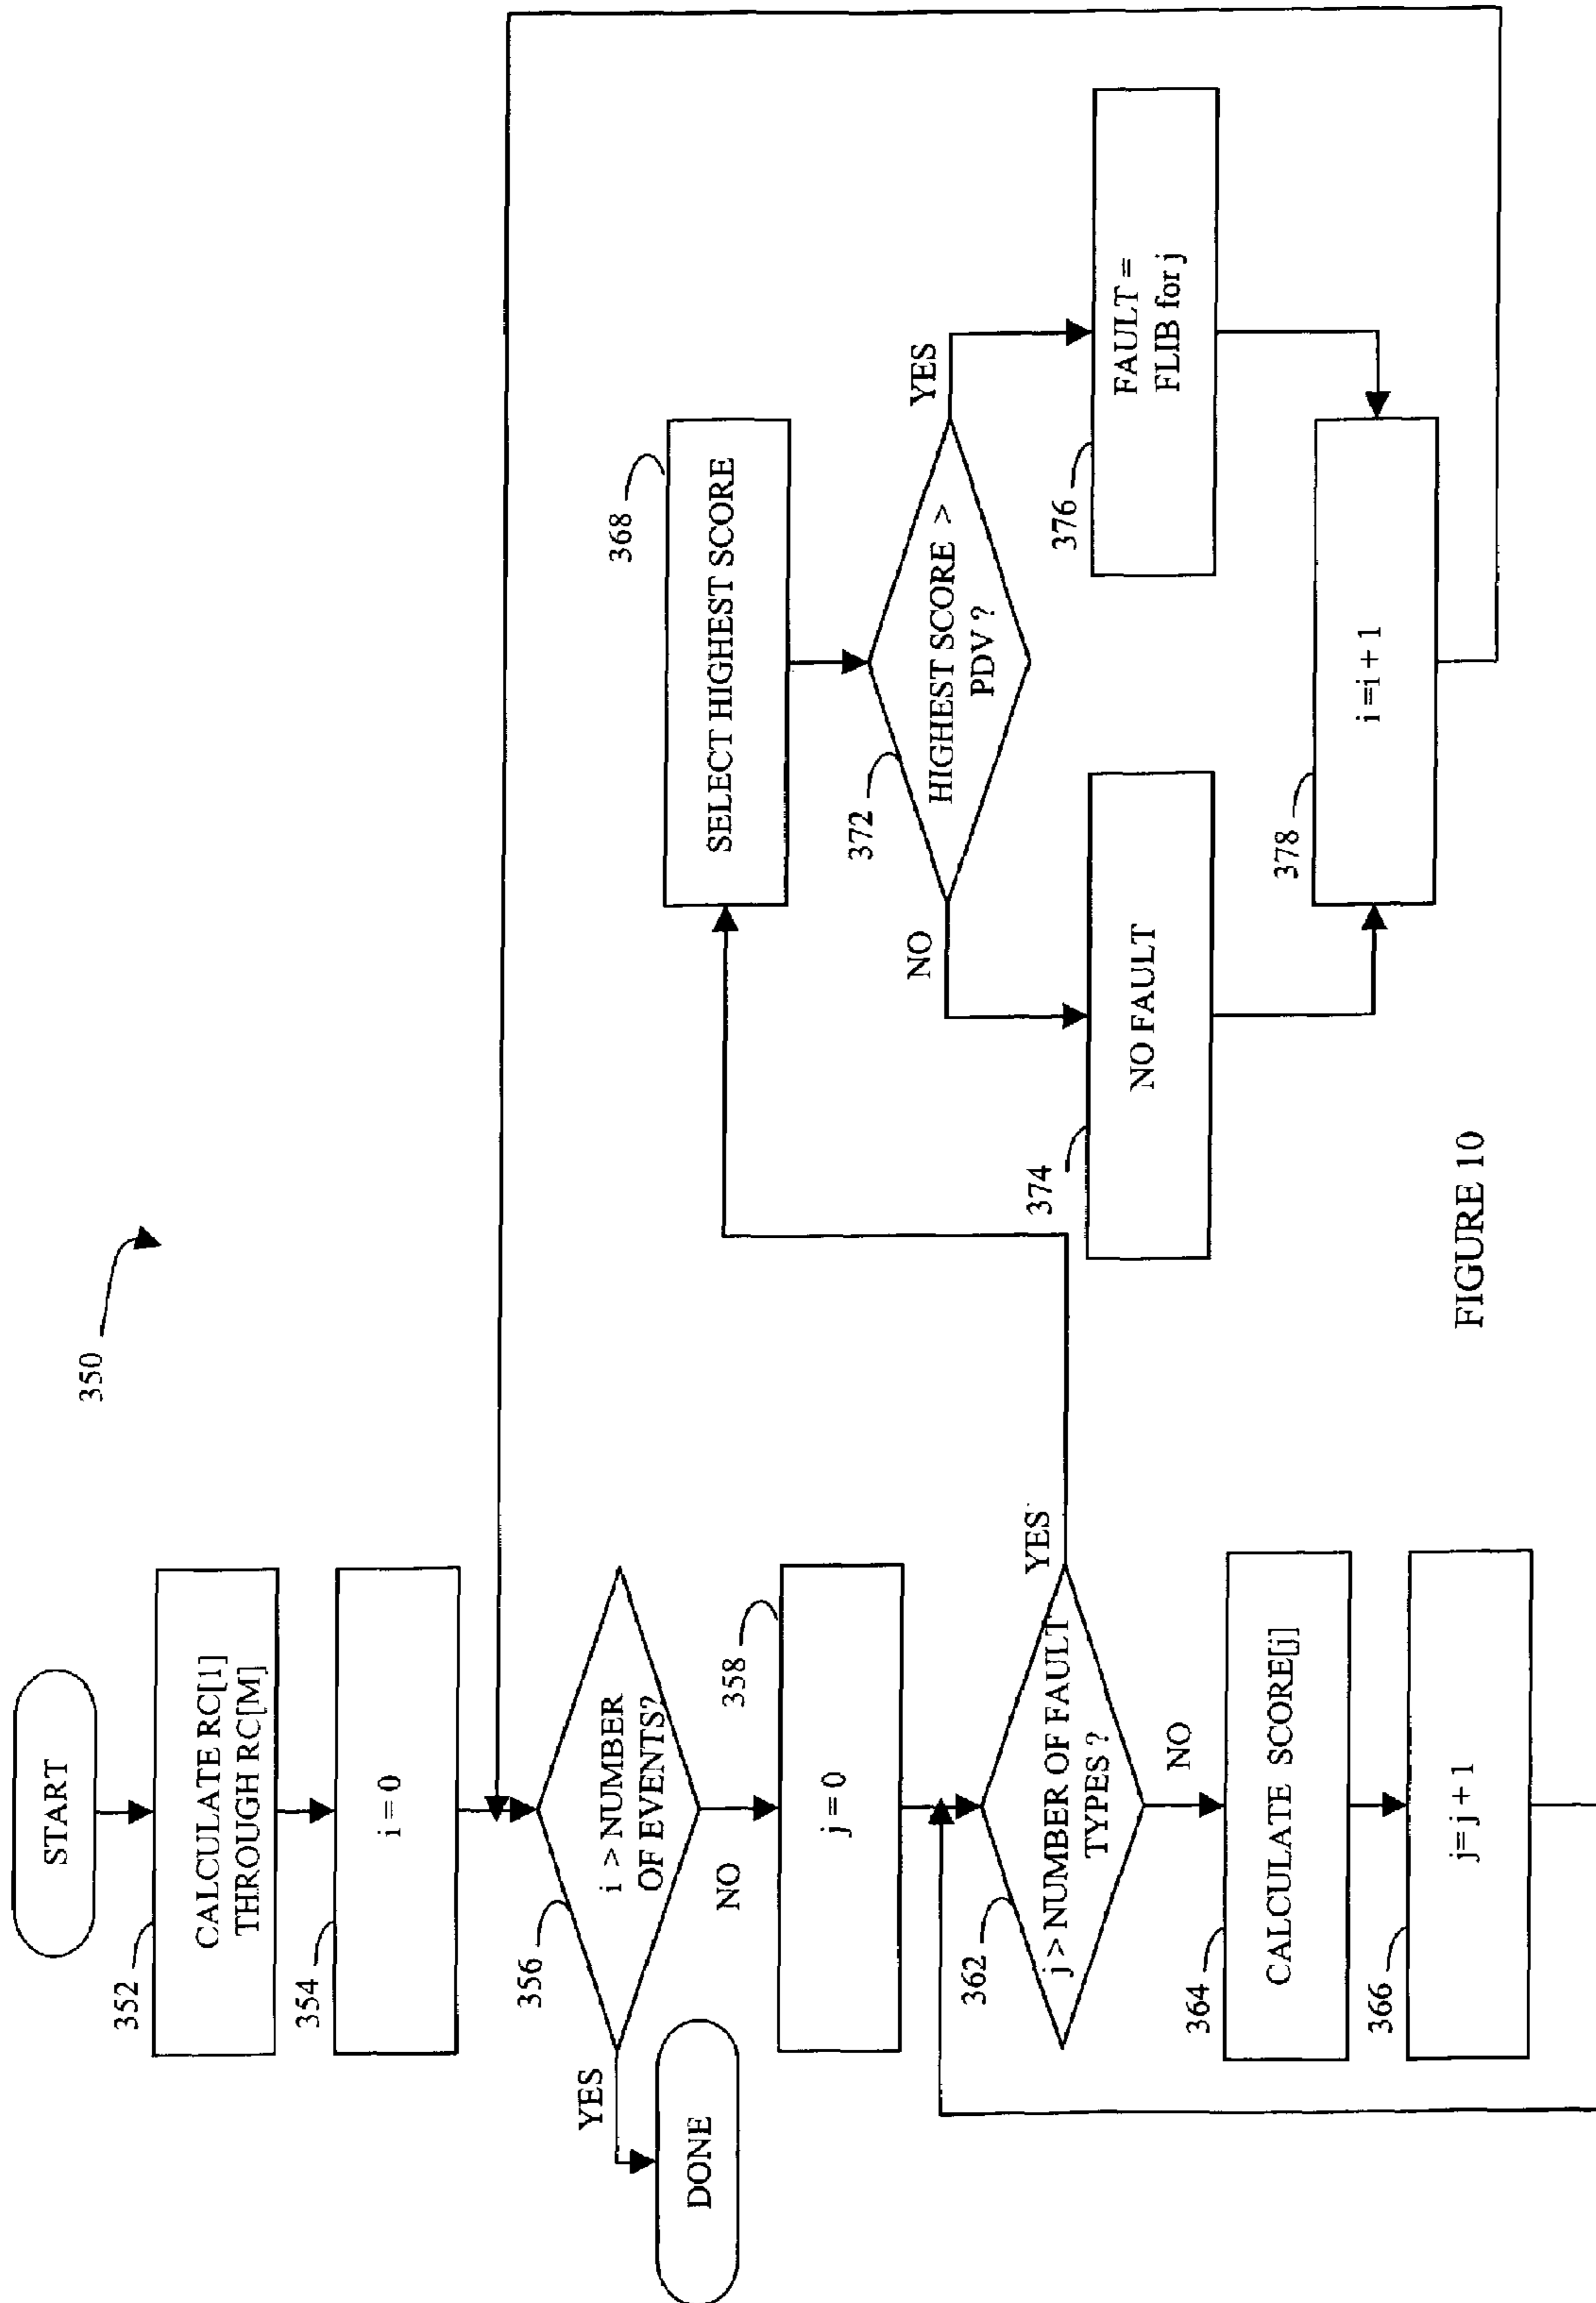 350
START
352
CALCULATE RC[1]
THROUGH RC[M]
354
i = 0
356
i > NUMBER
OF EVENTS?
YES
DONE
NO
358
j = 0
362
j > NUMBER OF FAULT
TYPES ?
YES
NO
364
CALCULATE SCORE[j]
366
j= j + 1
368
SELECT HIGHEST SCORE
372
HIGHEST SCORE >
PDV ?
NO
YES
374
NO FAULT
376
FAULT =
FLIB for j
378
i =i + 1
FIGURE 10